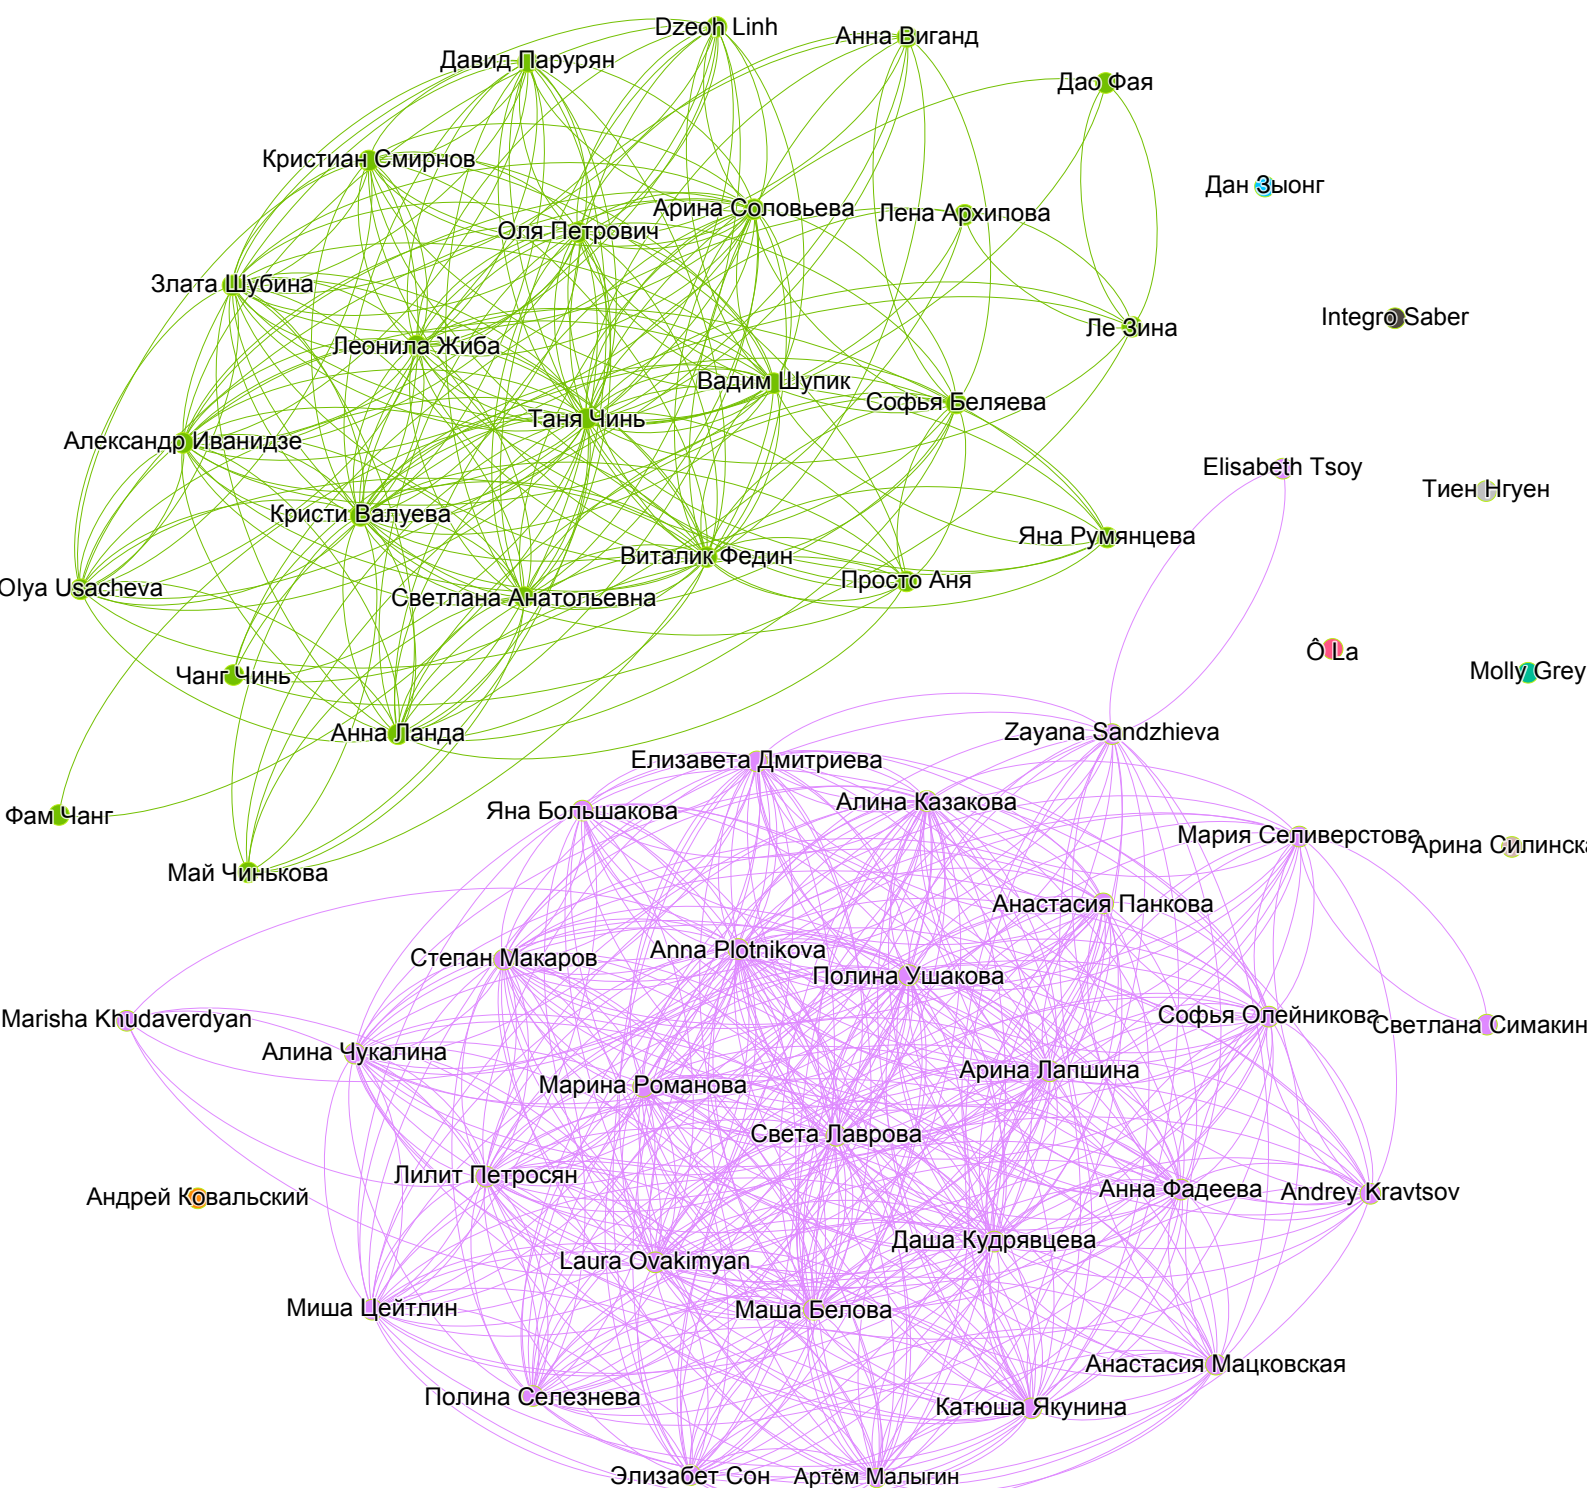 Dzeoh Linh
Анна Виганд
Давид Парурян
Дао Фая
Кристиан Смирнов
Дан Зыонг
Арина Соловьева
Лена Архипова
Оля Петрович
Злата Шубина
Integro Saber
Ле Зина
Леонила Жиба
Вадим Шупик
Софья Беляева
Таня Чинь
Александр Иванидзе
Elisabeth Tsoy
Тиен Нгуен
Кристи Валуева
Яна Румянцева
Виталик Федин
Просто Аня
Olya Usacheva
Светлана Анатольевна
Ô La
Molly Grey
Чанг Чинь
Анна Ланда
Zayana Sandzhieva
Елизавета Дмитриева
Алина Казакова
Яна Большакова
Фам Чанг
Мария Селиверстова
Арина Силинска
Май Чинькова
Анастасия Панкова
Anna Plotnikova
Степан Макаров
Полина Ушакова
Marisha Khudaverdyan
Софья Олейникова
Светлана Симакин
Алина Чукалина
Арина Лапшина
Марина Романова
Света Лаврова
Лилит Петросян
Анна Фадеева
Andrey Kravtsov
Андрей Ковальский
Даша Кудрявцева
Laura Ovakimyan
Миша Цейтлин
Маша Белова
Анастасия Мацковская
Полина Селезнева
Катюша Якунина
Элизабет Сон
Артём Малыгин